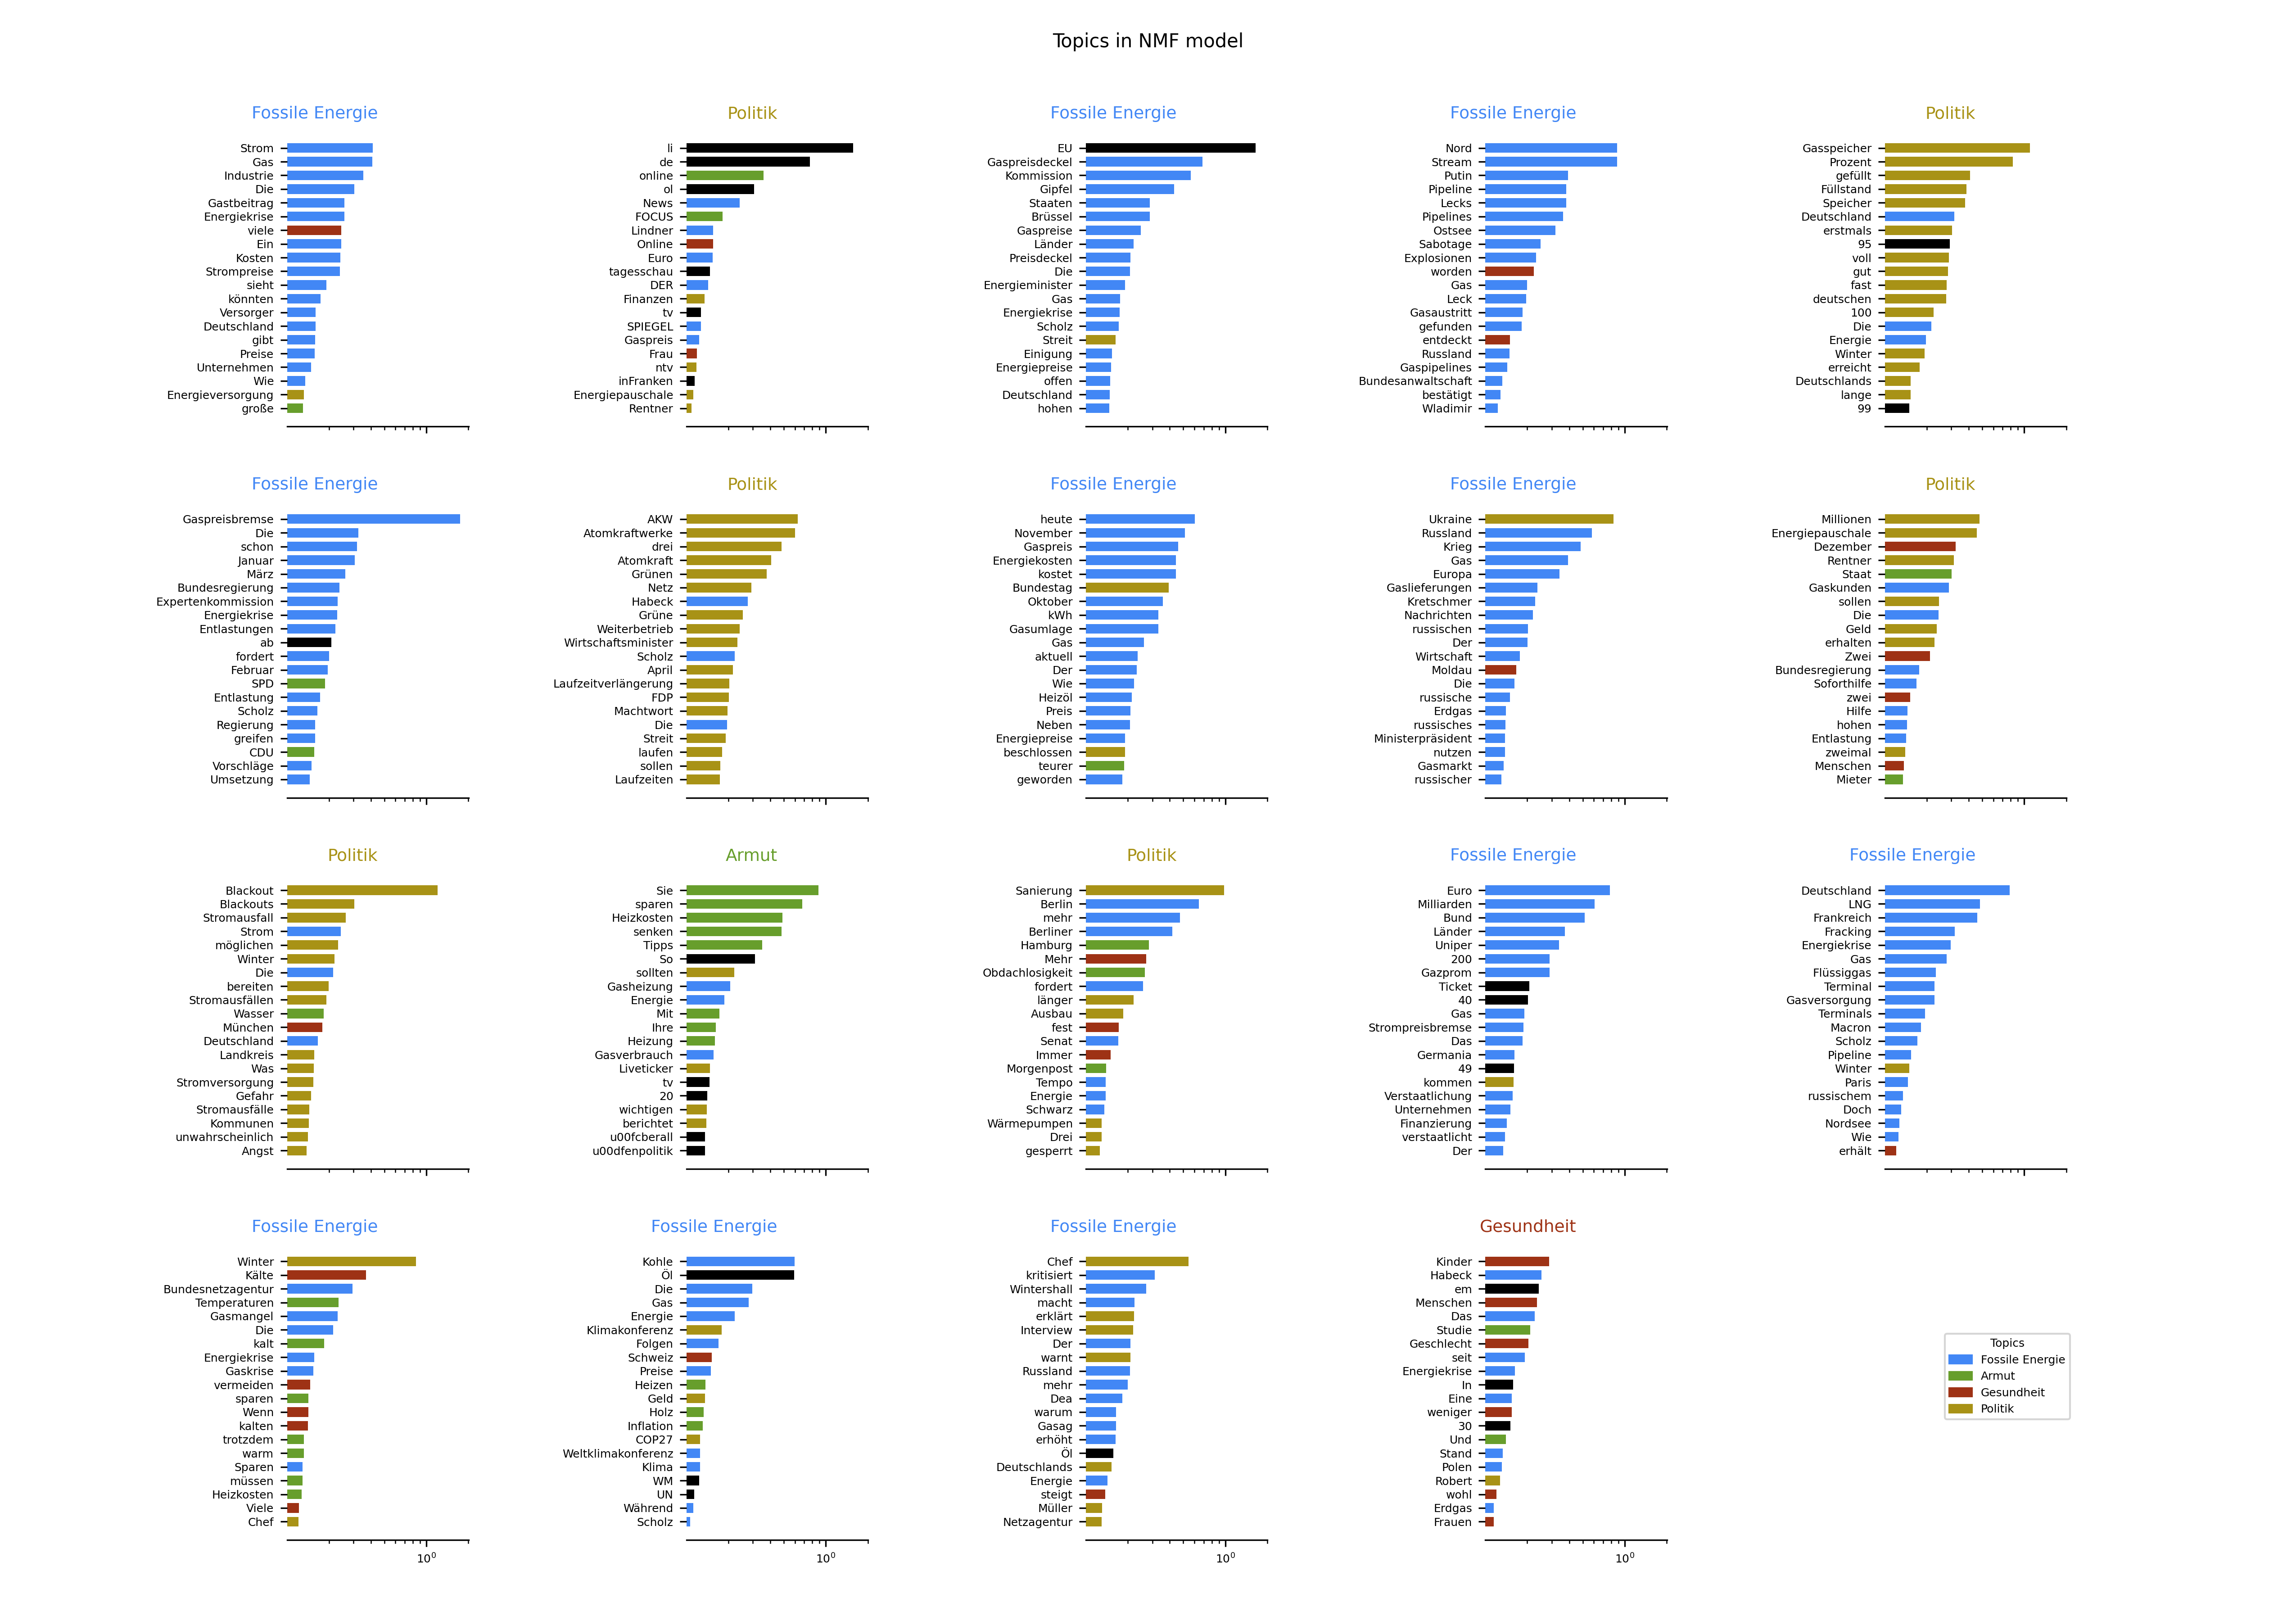 Topics in NMF model
Fossile Energie
Strom
Gas
Industrie
Die
Gastbeitrag
Energiekrise
viele
Ein
Kosten
Strompreise
sieht
könnten
Versorger
Deutschland
gibt
Preise
Unternehmen
Wie
Energieversorgung
große
Politik
li
de
online
ol
News
FOCUS
Lindner
Online
Euro
tagesschau
DER
Finanzen
tv
SPIEGEL
Gaspreis
Frau
ntv
inFranken
Energiepauschale
Rentner
Fossile Energie
EU
Gaspreisdeckel
Kommission
Gipfel
Staaten
Brüssel
Gaspreise
Länder
Preisdeckel
Die
Energieminister
Gas
Energiekrise
Scholz
Streit
Einigung
Energiepreise
offen
Deutschland
hohen
Fossile Energie
Nord
Stream
Putin
Pipeline
Lecks
Pipelines
Ostsee
Sabotage
Explosionen
worden
Gas
Leck
Gasaustritt
gefunden
entdeckt
Russland
Gaspipelines
Bundesanwaltschaft
bestätigt
Wladimir
Politik
Gasspeicher
Prozent
gefüllt
Füllstand
Speicher
Deutschland
erstmals
95
voll
gut
fast
deutschen
100
Die
Energie
Winter
erreicht
Deutschlands
lange
99
Fossile Energie
Gaspreisbremse
Die
schon
Januar
März
Bundesregierung
Expertenkommission
Energiekrise
Entlastungen
ab
fordert
Februar
SPD
Entlastung
Scholz
Regierung
greifen
CDU
Vorschläge
Umsetzung
Politik
AKW
Atomkraftwerke
drei
Atomkraft
Grünen
Netz
Habeck
Grüne
Weiterbetrieb
Wirtschaftsminister
Scholz
April
Laufzeitverlängerung
FDP
Machtwort
Die
Streit
laufen
sollen
Laufzeiten
Fossile Energie
heute
November
Gaspreis
Energiekosten
kostet
Bundestag
Oktober
kWh
Gasumlage
Gas
aktuell
Der
Wie
Heizöl
Preis
Neben
Energiepreise
beschlossen
teurer
geworden
Fossile Energie
Ukraine
Russland
Krieg
Gas
Europa
Gaslieferungen
Kretschmer
Nachrichten
russischen
Der
Wirtschaft
Moldau
Die
russische
Erdgas
russisches
Ministerpräsident
nutzen
Gasmarkt
russischer
Politik
Millionen
Energiepauschale
Dezember
Rentner
Staat
Gaskunden
sollen
Die
Geld
erhalten
Zwei
Bundesregierung
Soforthilfe
zwei
Hilfe
hohen
Entlastung
zweimal
Menschen
Mieter
Politik
Blackout
Blackouts
Stromausfall
Strom
möglichen
Winter
Die
bereiten
Stromausfällen
Wasser
München
Deutschland
Landkreis
Was
Stromversorgung
Gefahr
Stromausfälle
Kommunen
unwahrscheinlich
Angst
Armut
Sie
sparen
Heizkosten
senken
Tipps
So
sollten
Gasheizung
Energie
Mit
Ihre
Heizung
Gasverbrauch
Liveticker
tv
20
wichtigen
berichtet
u00fcberall
u00dfenpolitik
Politik
Sanierung
Berlin
mehr
Berliner
Hamburg
Mehr
Obdachlosigkeit
fordert
länger
Ausbau
fest
Senat
Immer
Morgenpost
Tempo
Energie
Schwarz
Wärmepumpen
Drei
gesperrt
Fossile Energie
Euro
Milliarden
Bund
Länder
Uniper
200
Gazprom
Ticket
40
Gas
Strompreisbremse
Das
Germania
49
kommen
Verstaatlichung
Unternehmen
Finanzierung
verstaatlicht
Der
Fossile Energie
Deutschland
LNG
Frankreich
Fracking
Energiekrise
Gas
Flüssiggas
Terminal
Gasversorgung
Terminals
Macron
Scholz
Pipeline
Winter
Paris
russischem
Doch
Nordsee
Wie
erhält
Fossile Energie
Winter
Kälte
Bundesnetzagentur
Temperaturen
Gasmangel
Die
kalt
Energiekrise
Gaskrise
vermeiden
sparen
Wenn
kalten
trotzdem
warm
Sparen
müssen
Heizkosten
Viele
Chef
10⁰
Fossile Energie
Kohle
Öl
Die
Gas
Energie
Klimakonferenz
Folgen
Schweiz
Preise
Heizen
Geld
Holz
Inflation
COP27
Weltklimakonferenz
Klima
WM
UN
Während
Scholz
10⁰
Fossile Energie
Chef
kritisiert
Wintershall
macht
erklärt
Interview
Der
warnt
Russland
mehr
Dea
warum
Gasag
erhöht
Öl
Deutschlands
Energie
steigt
Müller
Netzagentur
10⁰
Gesundheit
Kinder
Habeck
em
Menschen
Das
Studie
Geschlecht
seit
Energiekrise
In
Eine
weniger
30
Und
Stand
Polen
Robert
wohl
Erdgas
Frauen
10⁰
Topics
Fossile Energie
Armut
Gesundheit
Politik